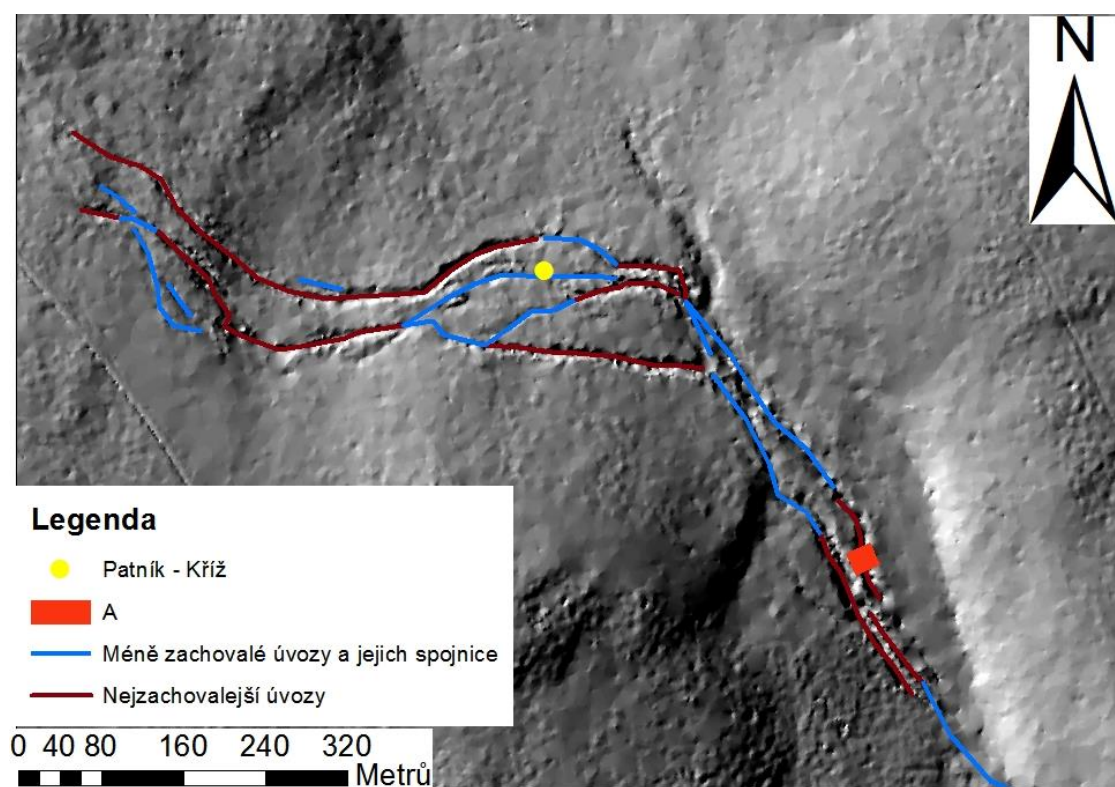 N
Legenda
Patník - Kříž
A
Méně zachovalé úvozy a jejich spojnice
Nejzachovalejší úvozy
0 40 80 160 240 320
Metrů